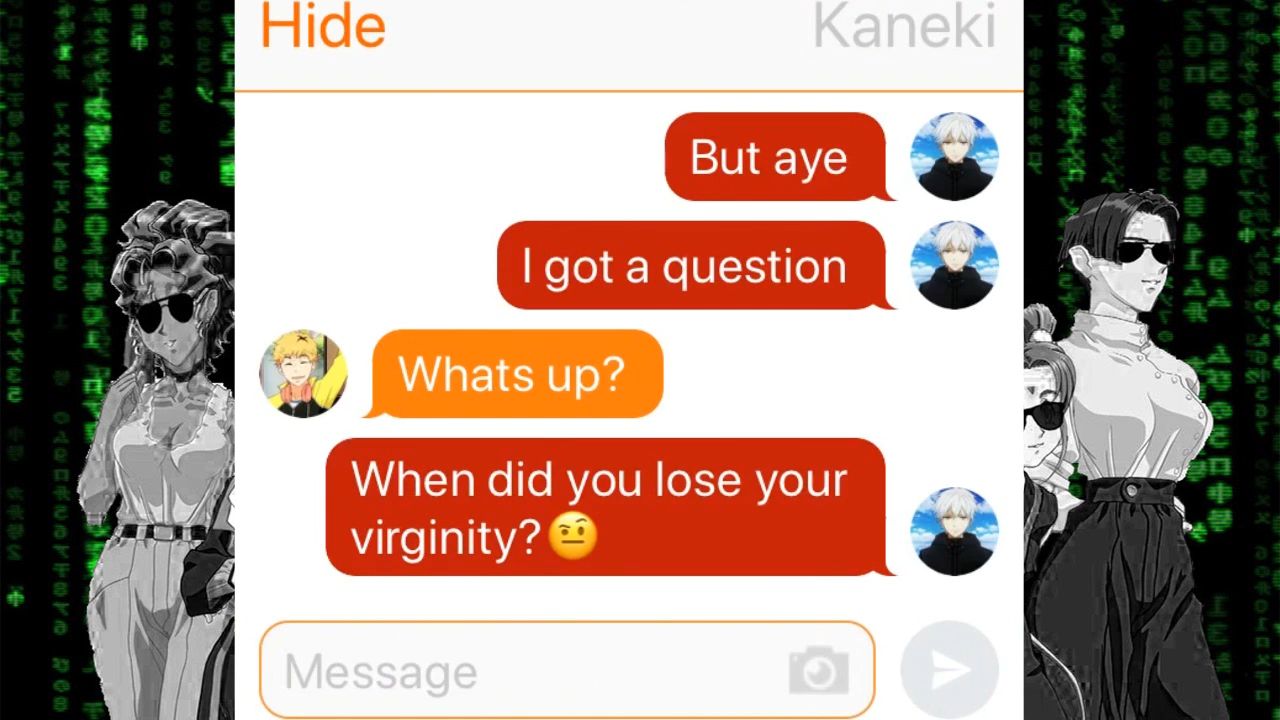 Hide
Kaneki
But aye
I got a question
Whats up?
When did you lose your
virginity?🤨
Message